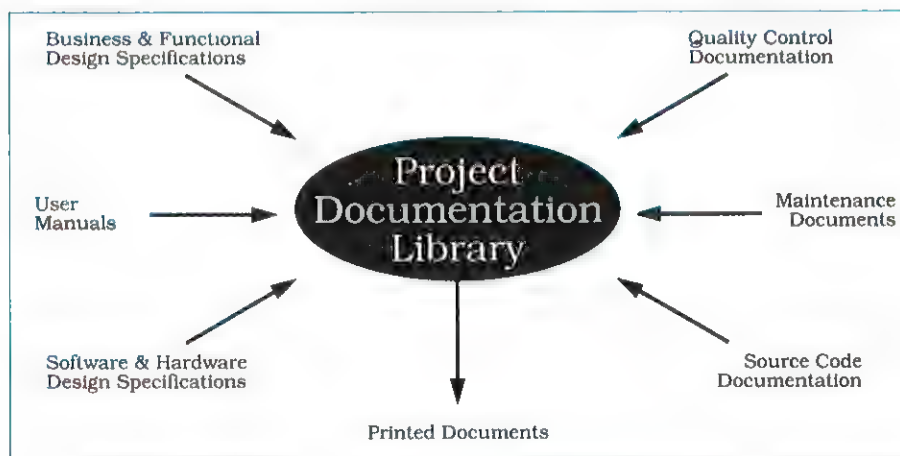 Business & Functional
Design Specifications
Quality Control
Documentation
Project
Documentation
Library
User
Manuals
Maintenance
Documents
Software & Hardware
Design Specifications
Source Code
Documentation
Printed Documents